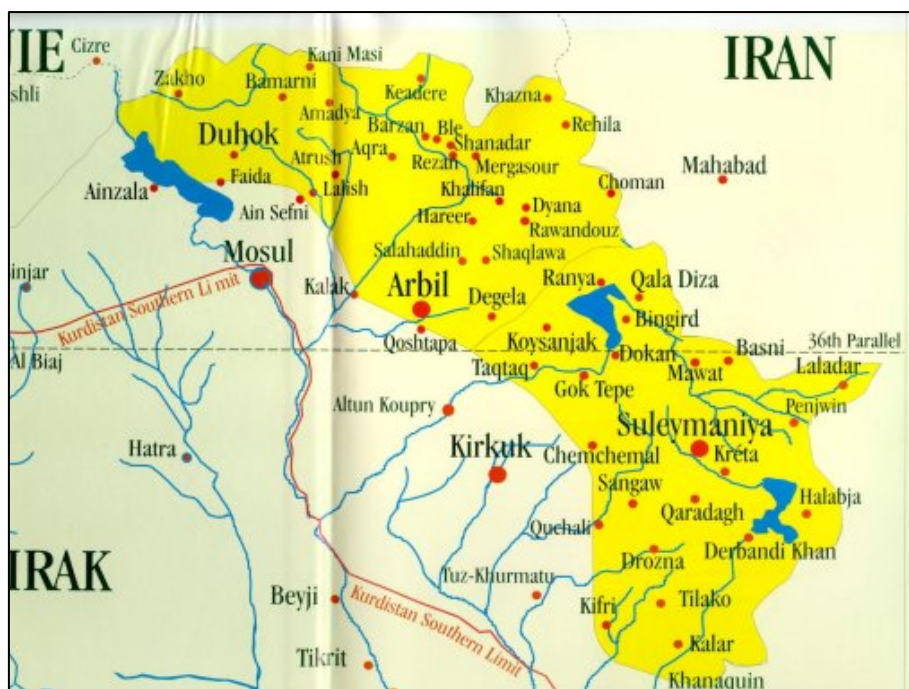 IE
Cizre
Kani Masi
IRAN
shli
Zakho
Bamarni
Keadere
Khazna
Amadya
Duhok
Barzan
Ble
Rehila
Shanadar
Atrush
Aqra
Rezan
Mergasour
Mahabad
Ainzala
Faida
Lalish
Khalifan
Choman
Ain Sefni
Dyana
Hareer
Rawandouz
Mosul
Salahaddin
Shaqlawa
injar
Kurdistan Southern Li mit
Kalak
Arbil
Degela
Ranya
Qala Diza
Bingird
Qoshtapa
Koysanjak
36th Parallel
Al Biaj
Taqtaq
Dokan
Basni
Mawat
Laladar
Gok Tepe
Altun Koupry
Penjwin
Suleymaniya
Hatra
Kirkuk
Chemchemal
Kréta
Sangaw
Qaradagh
Halabja
Quchali
Derbandi Khan
IRAK
Drozna
Tuz-Khurmatu
Beyji
Kurdistan Southern Limit
Kifri
Tilako
Tikrit
Kalar
Khanaquin